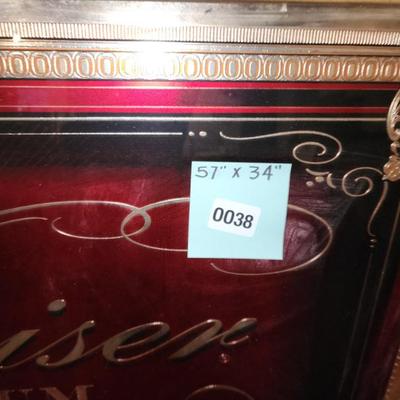 57" x 34"
0038
iser